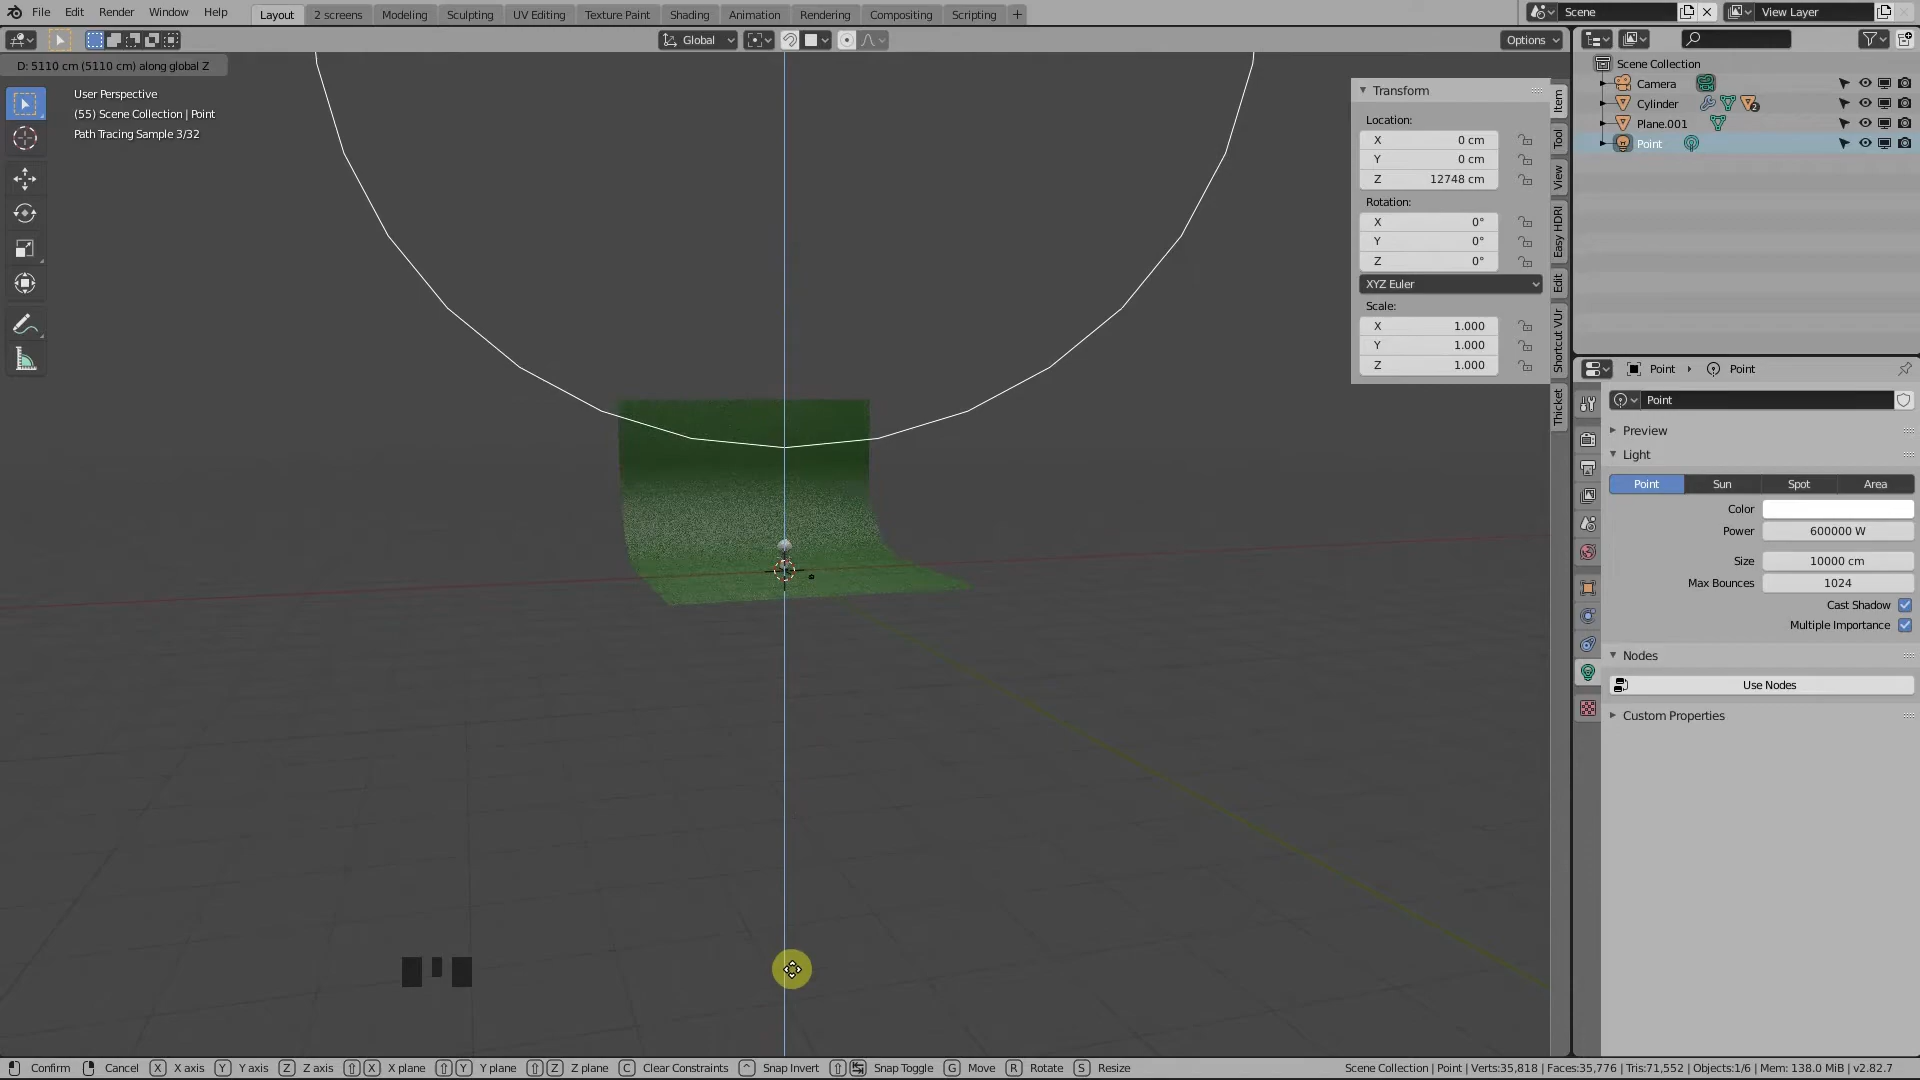 File Edit Render Window Help Layout 2 screens Modeling Sculpting UV Editing Texture Paint Shading Animation Rendering Compositing Scripting + Scene View Layer
Global Options
D: 5110 cm (5110 cm) along global Z
User Perspective
(55) Scene Collection | Point
Path Tracing Sample 3/32
Transform
Location:
X 0 cm
Y 0 cm
Z 12748 cm
Rotation:
X 0°
Y 0°
Z 0°
XYZ Euler
Scale:
X 1.000
Y 1.000
Z 1.000
Item
Tool
View
Easy HDRI
Edit
Shortcut VUr
Thicket
Scene Collection
Camera
Cylinder 2
Plane.001
Point
Point Point
Point
Preview
Light
Point Sun Spot Area
Color
Power 600000 W
Size 10000 cm
Max Bounces 1024
Cast Shadow
Multiple Importance
Nodes
Use Nodes
Custom Properties
Confirm Cancel X X axis Y Y axis Z Z axis X X plane Y Y plane Z Z plane C Clear Constraints ^ Snap Invert Snap Toggle G Move R Rotate S Resize Scene Collection | Point | Verts:35,818 | Faces:35,776 | Tris:71,552 | Objects:1/6 | Mem: 138.0 MiB | v2.82.7